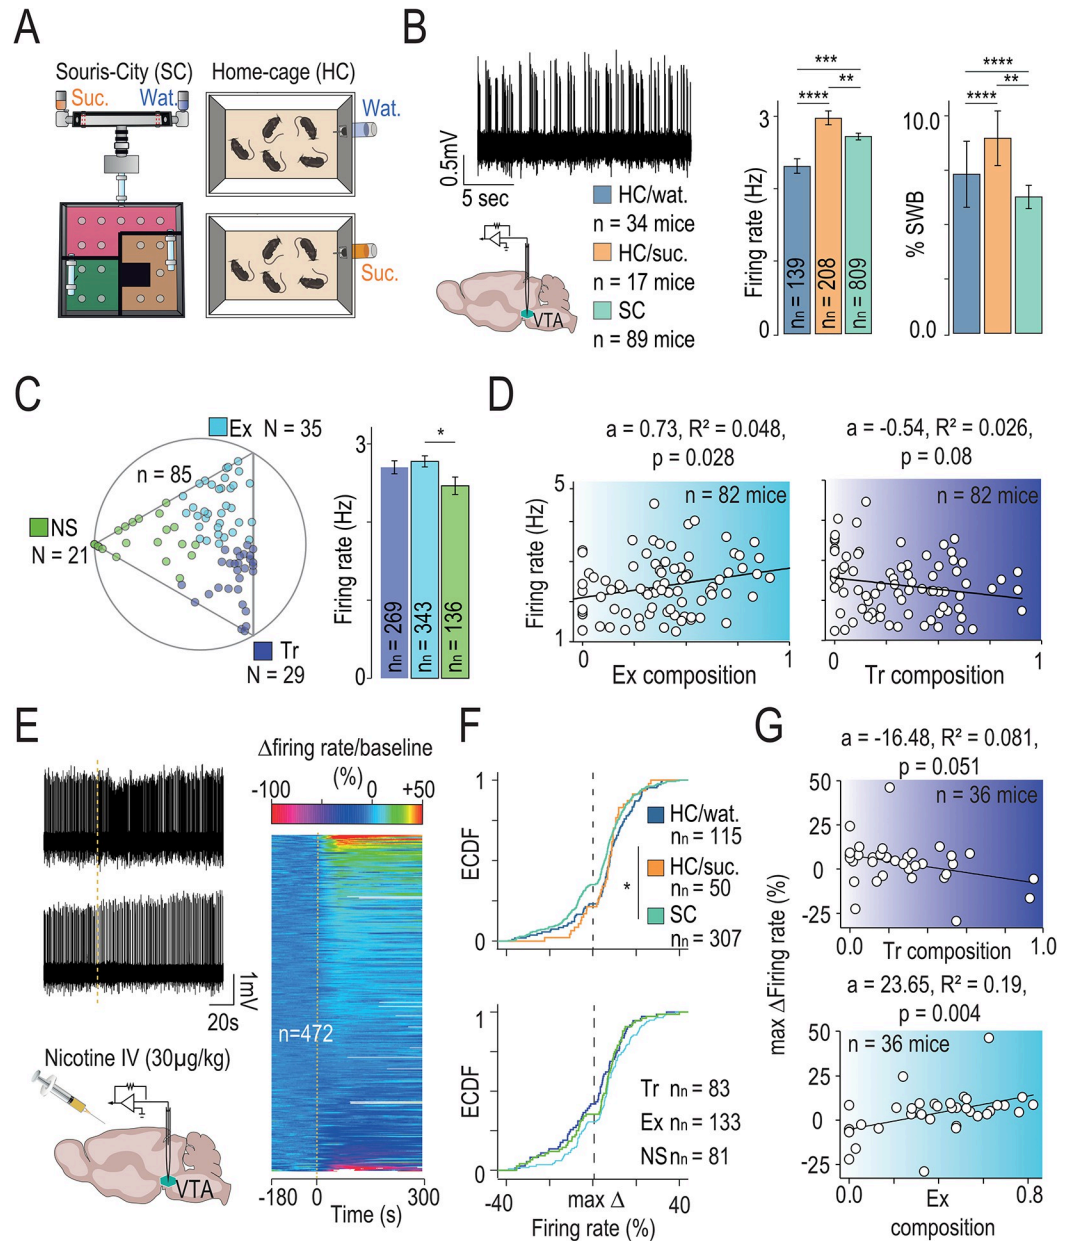 A
Souris-City (SC)
Suc.
Wat.
Home-cage (HC)
Wat.
Suc.
B
0.5mV
5 sec
VTA
HC/wat.
n = 34 mice
HC/suc.
n = 17 mice
SC
n = 89 mice
***
**
****
3
0
Firing rate (Hz)
nn = 139
nn = 208
nn = 809
****
**
****
10.0
0.0
% SWB
C
Ex N = 35
n = 85
NS
N = 21
Tr
N = 29
*
3
0
Firing rate (Hz)
nn = 269
nn = 343
nn = 136
D
a = 0.73, R² = 0.048,
p = 0.028
n = 82 mice
5
1
Firing rate (Hz)
0
1
Ex composition
a = -0.54, R² = 0.026,
p = 0.08
n = 82 mice
0
1
Tr composition
E
1mV
20s
Nicotine IV (30µg/kg)
VTA
Δfiring rate/baseline
(%)
-100
0
+50
n=472
-180
0
300
Time (s)
F
1
0
ECDF
HC/wat.
nn = 115
HC/suc.
nn = 50
SC
nn = 307
*
1
0
ECDF
Tr nn = 83
Ex nn = 133
NS nn = 81
-40
max Δ
40
Firing rate (%)
G
a = -16.48, R² = 0.081,
p = 0.051
n = 36 mice
50
25
0
-25
0.0
1.0
Tr composition
max ΔFiring rate (%)
a = 23.65, R² = 0.19,
p = 0.004
n = 36 mice
50
25
0
-25
0.0
0.8
Ex
composition